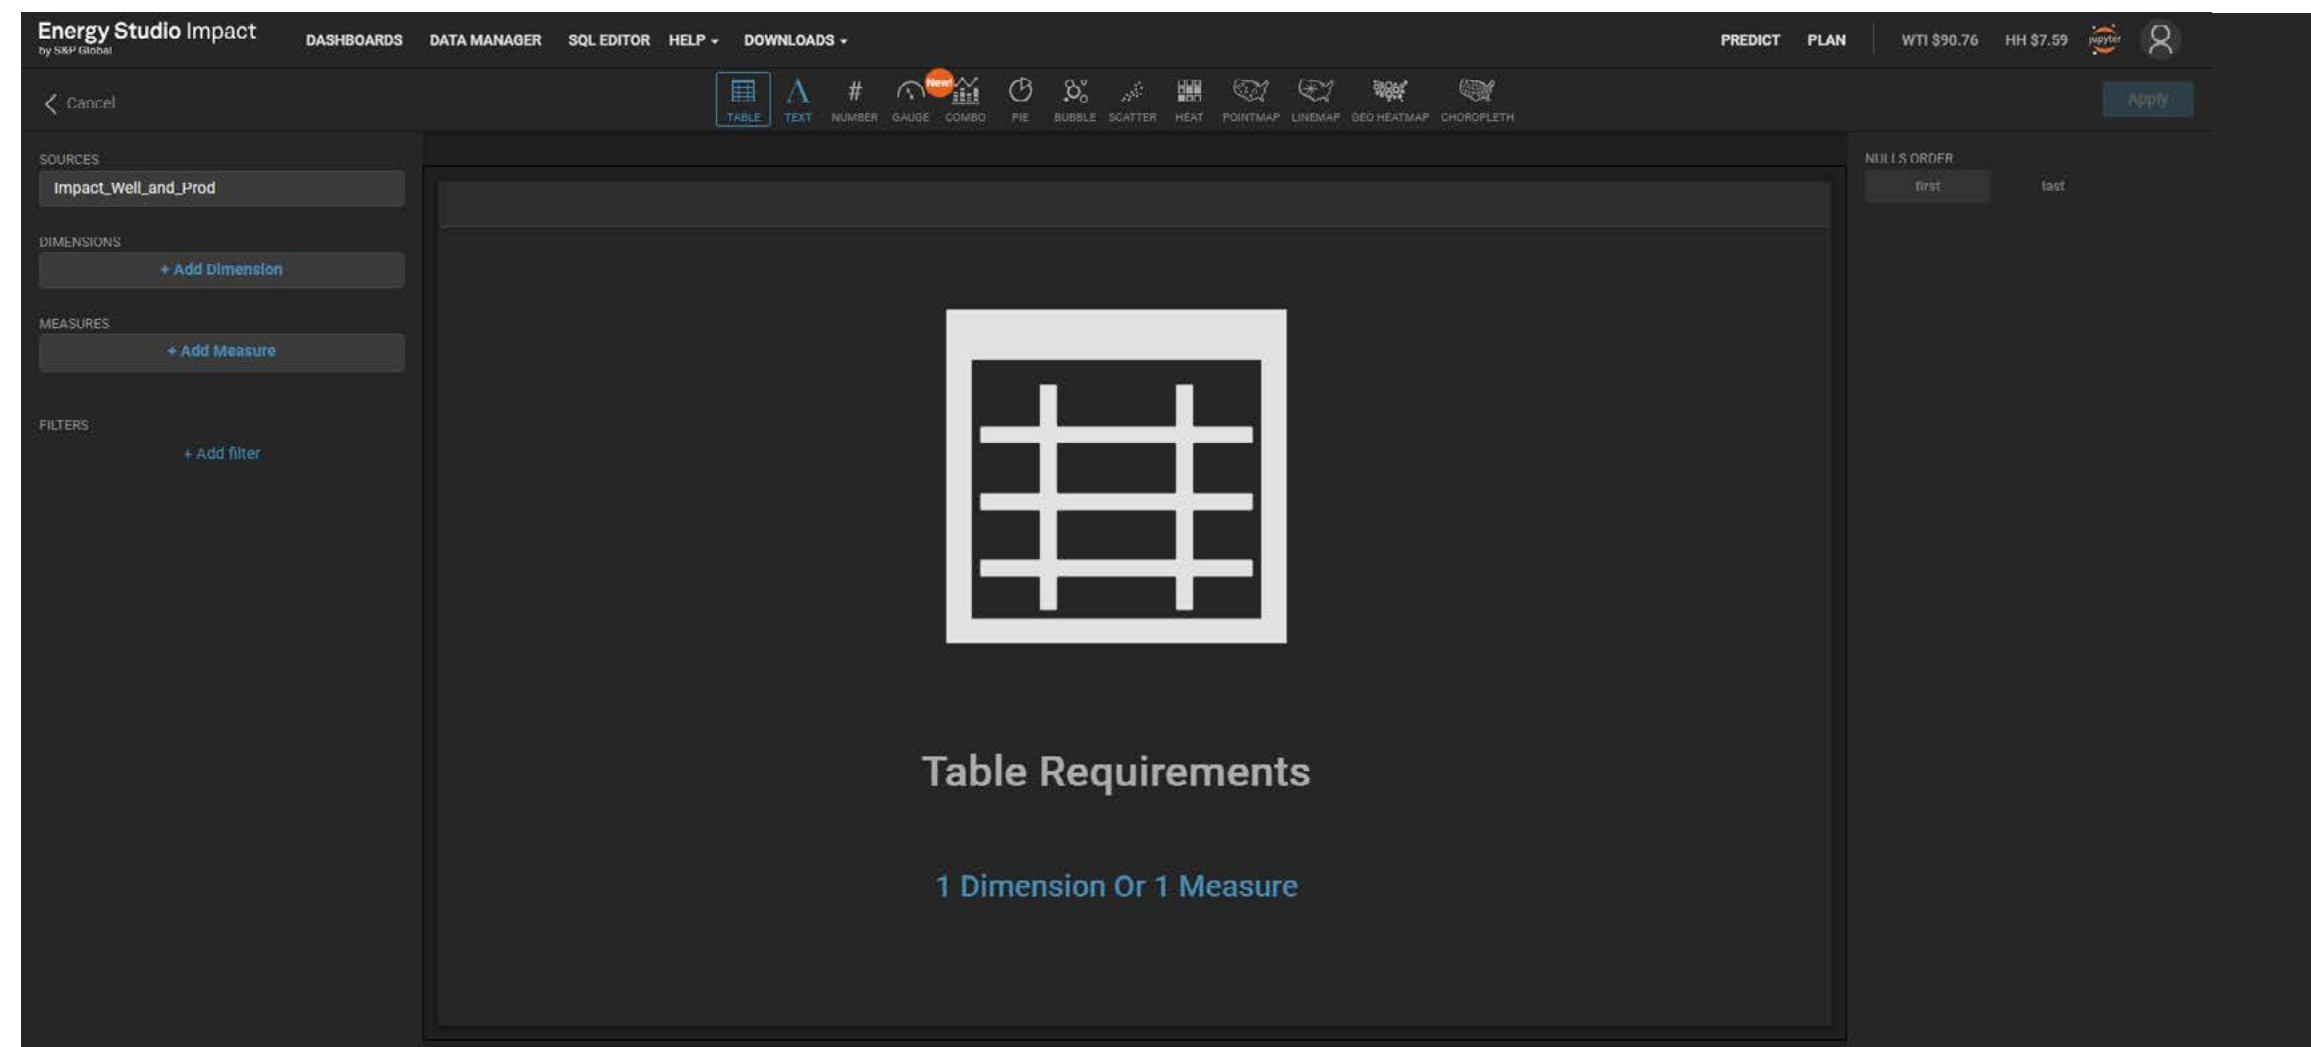 Energy Studio Impact
by S&P Global
DASHBOARDS DATA MANAGER SQL EDITOR HELP DOWNLOADS PREDICT PLAN WTI $90.76 HH $7.59 jupyter
Cancel
New!
TABLE TEXT NUMBER GAUGE COMBO PIE BUBBLE SCATTER HEAT POINTMAP LINEMAP GEO HEATMAP CHOROPLETH
Apply
SOURCES
Impact_Well_and_Prod
DIMENSIONS
+ Add Dimension
MEASURES
+ Add Measure
FILTERS
+ Add filter
Table Requirements
1 Dimension Or 1 Measure
NULLS ORDER
first last